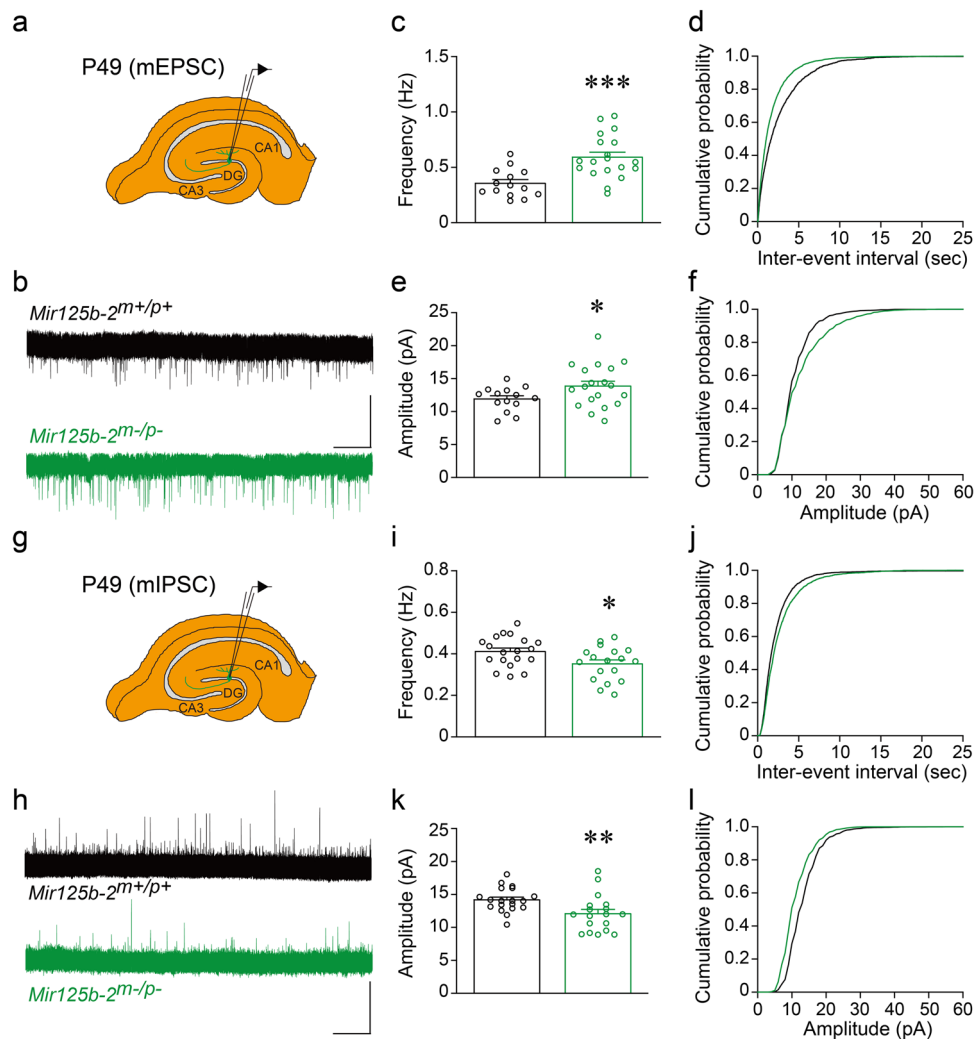 a
P49 (mEPSC)
CA1
DG
CA3
b
Mir125b-2m+/p+
Mir125b-2m-/p-
c
Frequency (Hz)
1.5
1.0
0.5
0
***
d
Cumulative probability
1.0
0.8
0.6
0.4
0.2
0
0 5 10 15 20 25
Inter-event interval (sec)
e
Amplitude (pA)
25
20
15
10
5
0
*
f
Cumulative probability
1.0
0.8
0.6
0.4
0.2
0
0 10 20 30 40 50 60
Amplitude (pA)
g
P49 (mIPSC)
CA1
DG
CA3
h
Mir125b-2m+/p+
Mir125b-2m-/p-
i
Frequency (Hz)
0.8
0.6
0.4
0.2
0
*
j
Cumulative probability
1.0
0.8
0.6
0.4
0.2
0
0 5 10 15 20 25
Inter-event interval (sec)
k
Amplitude (pA)
25
20
15
10
5
0
**
l
Cumulative probability
1.0
0.8
0.6
0.4
0.2
0
0 10 20 30 40 50 60
Amplitude (pA)